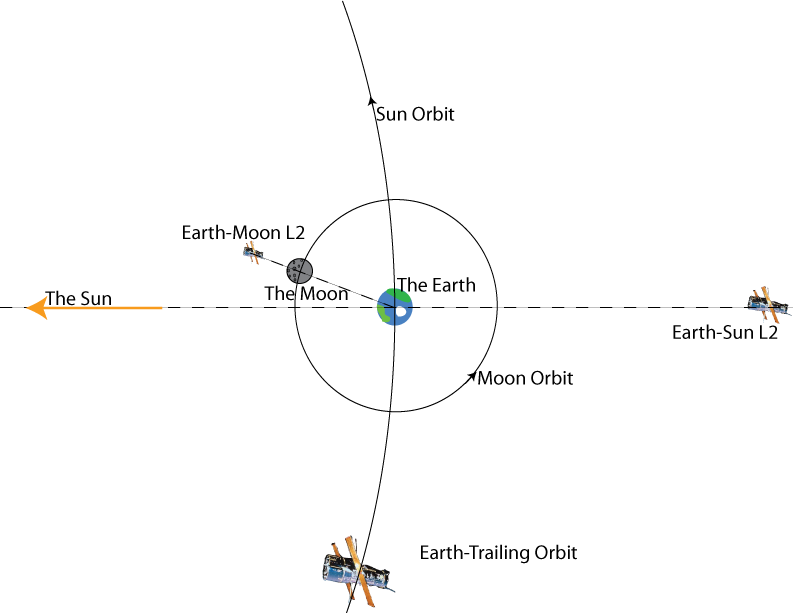 Sun Orbit
Earth-Moon L2
The Earth
The Moon
The Sun
Earth-Sun L2
Moon Orbit
Earth-Trailing Orbit